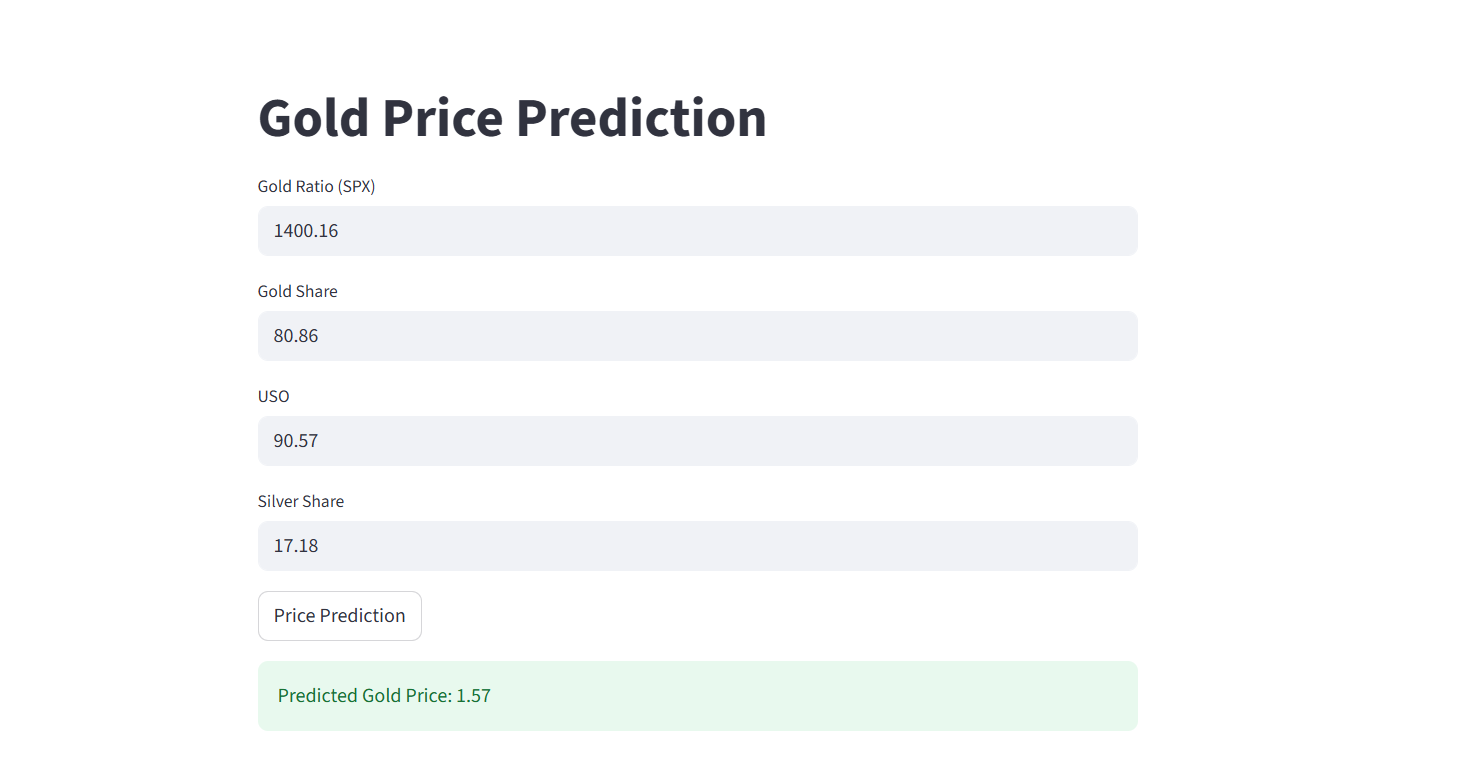 Gold Price Prediction
Gold Ratio (SPX)
1400.16
Gold Share
80.86
USO
90.57
Silver Share
17.18
Price Prediction
Predicted Gold Price: 1.57